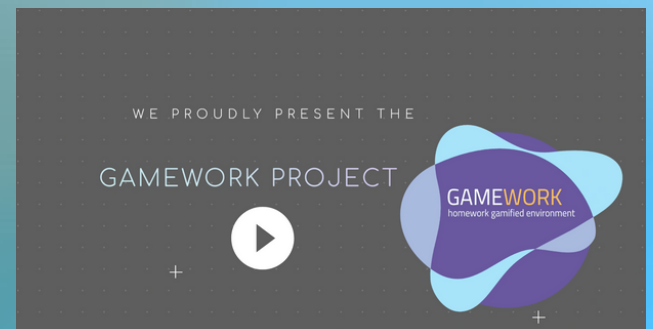 WE PROUDLY PRESENT THE
GAMEWORK PROJECT
GAMEWORK
homework gamified environment